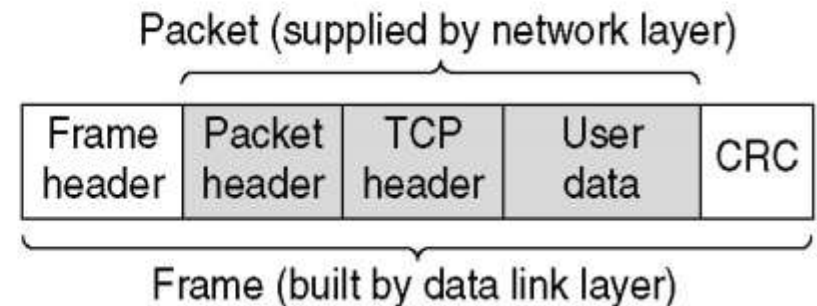 Packet (supplied by network layer)
Frame header
Packet header
TCP header
User data
CRC
Frame (built by data link layer)